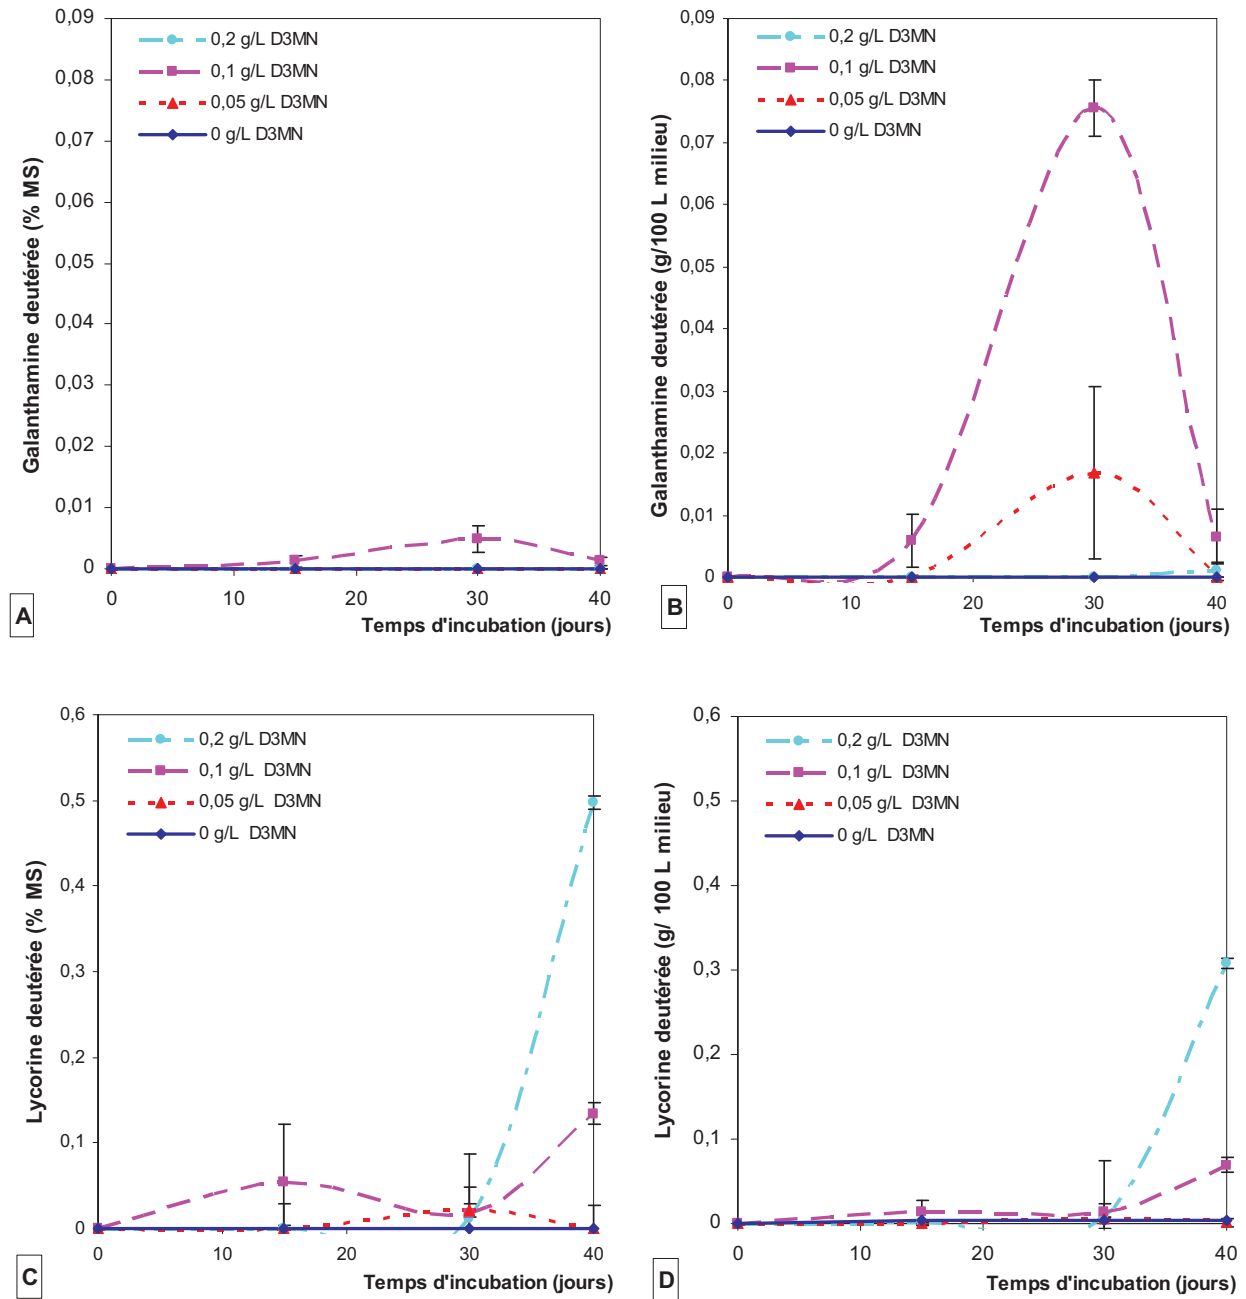 0,09
0,08
0,07
0,06
0,05
0,04
0,03
0,02
0,01
0
Galanthamine deutérée (% MS)
0,2 g/L D3MN
0,1 g/L D3MN
0,05 g/L D3MN
0 g/L D3MN
0 10 20 30 40
Temps d'incubation (jours)
A
0,09
0,08
0,07
0,06
0,05
0,04
0,03
0,02
0,01
0
Galanthamine deutérée (g/100 L milieu)
0,2 g/L D3MN
0,1 g/L D3MN
0,05 g/L D3MN
0 g/L D3MN
0 10 20 30 40
Temps d'incubation (jours)
B
0,6
0,5
0,4
0,3
0,2
0,1
0
Lycorine deutérée (% MS)
0,2 g/L D3MN
0,1 g/L D3MN
0,05 g/L D3MN
0 g/L D3MN
0 10 20 30 40
Temps d'incubation (jours)
C
0,6
0,5
0,4
0,3
0,2
0,1
0
Lycorine deutérée (g/ 100 L milieu)
0,2 g/L D3MN
0,1 g/L D3MN
0,05 g/L D3MN
0 g/L D3MN
0 10 20 30 40
Temps d'incubation (jours)
D